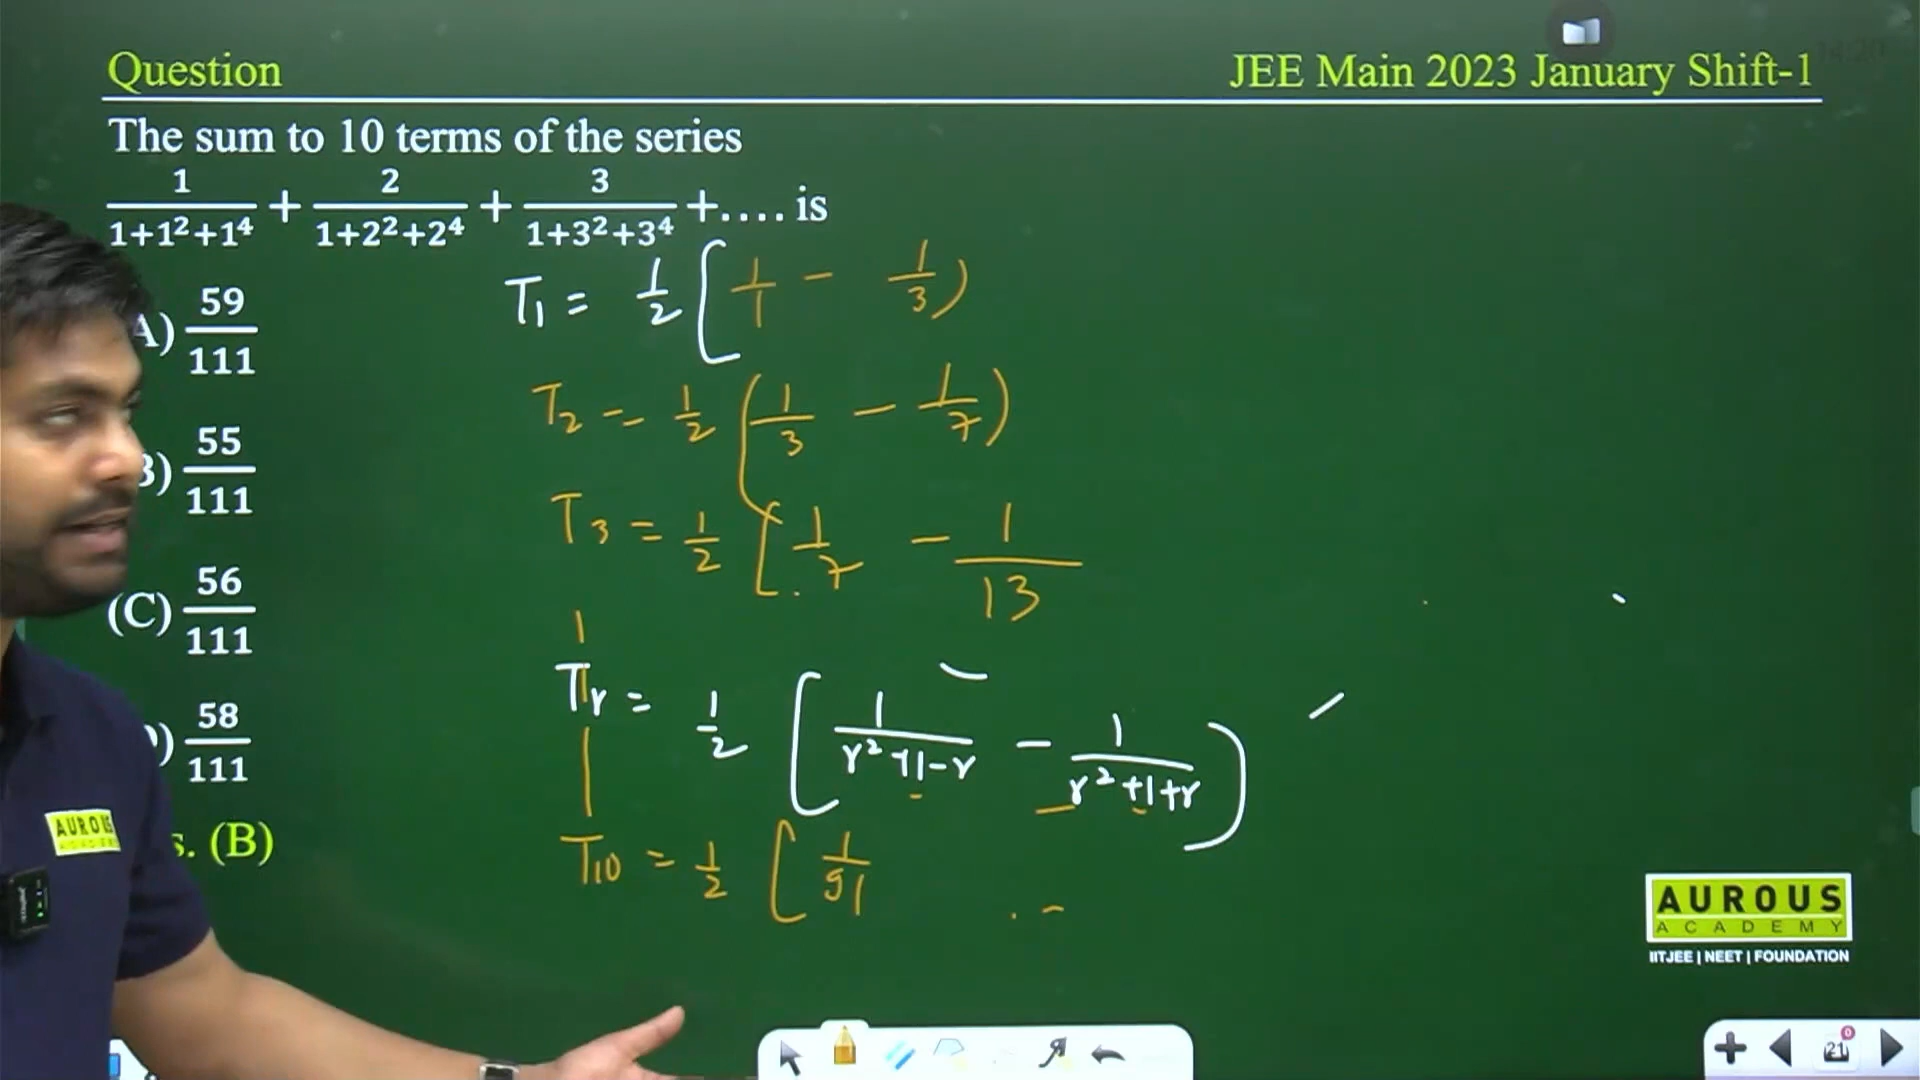 Question
JEE Main 2023 January Shift-1
The sum to 10 terms of the series
1/(1+1²+1⁴) + 2/(1+2²+2⁴) + 3/(1+3²+3⁴) +.... is
A) 59/111
B) 55/111
(C) 56/111
) 58/111
s. (B)
T₁ = 1/2 [ 1/1 - 1/3 )
T₂ = 1/2 ( 1/3 - 1/7 )
T₃ = 1/2 [ 1/7 - 1/13
Tr = 1/2 [ 1/(r²+1-r) - 1/(r²+1+r) )
T₁₀ = 1/2 [ 1/91
AUROUS
ACADEMY
AUROUS
ACADEMY
IITJEE | NEET | FOUNDATION
21
0